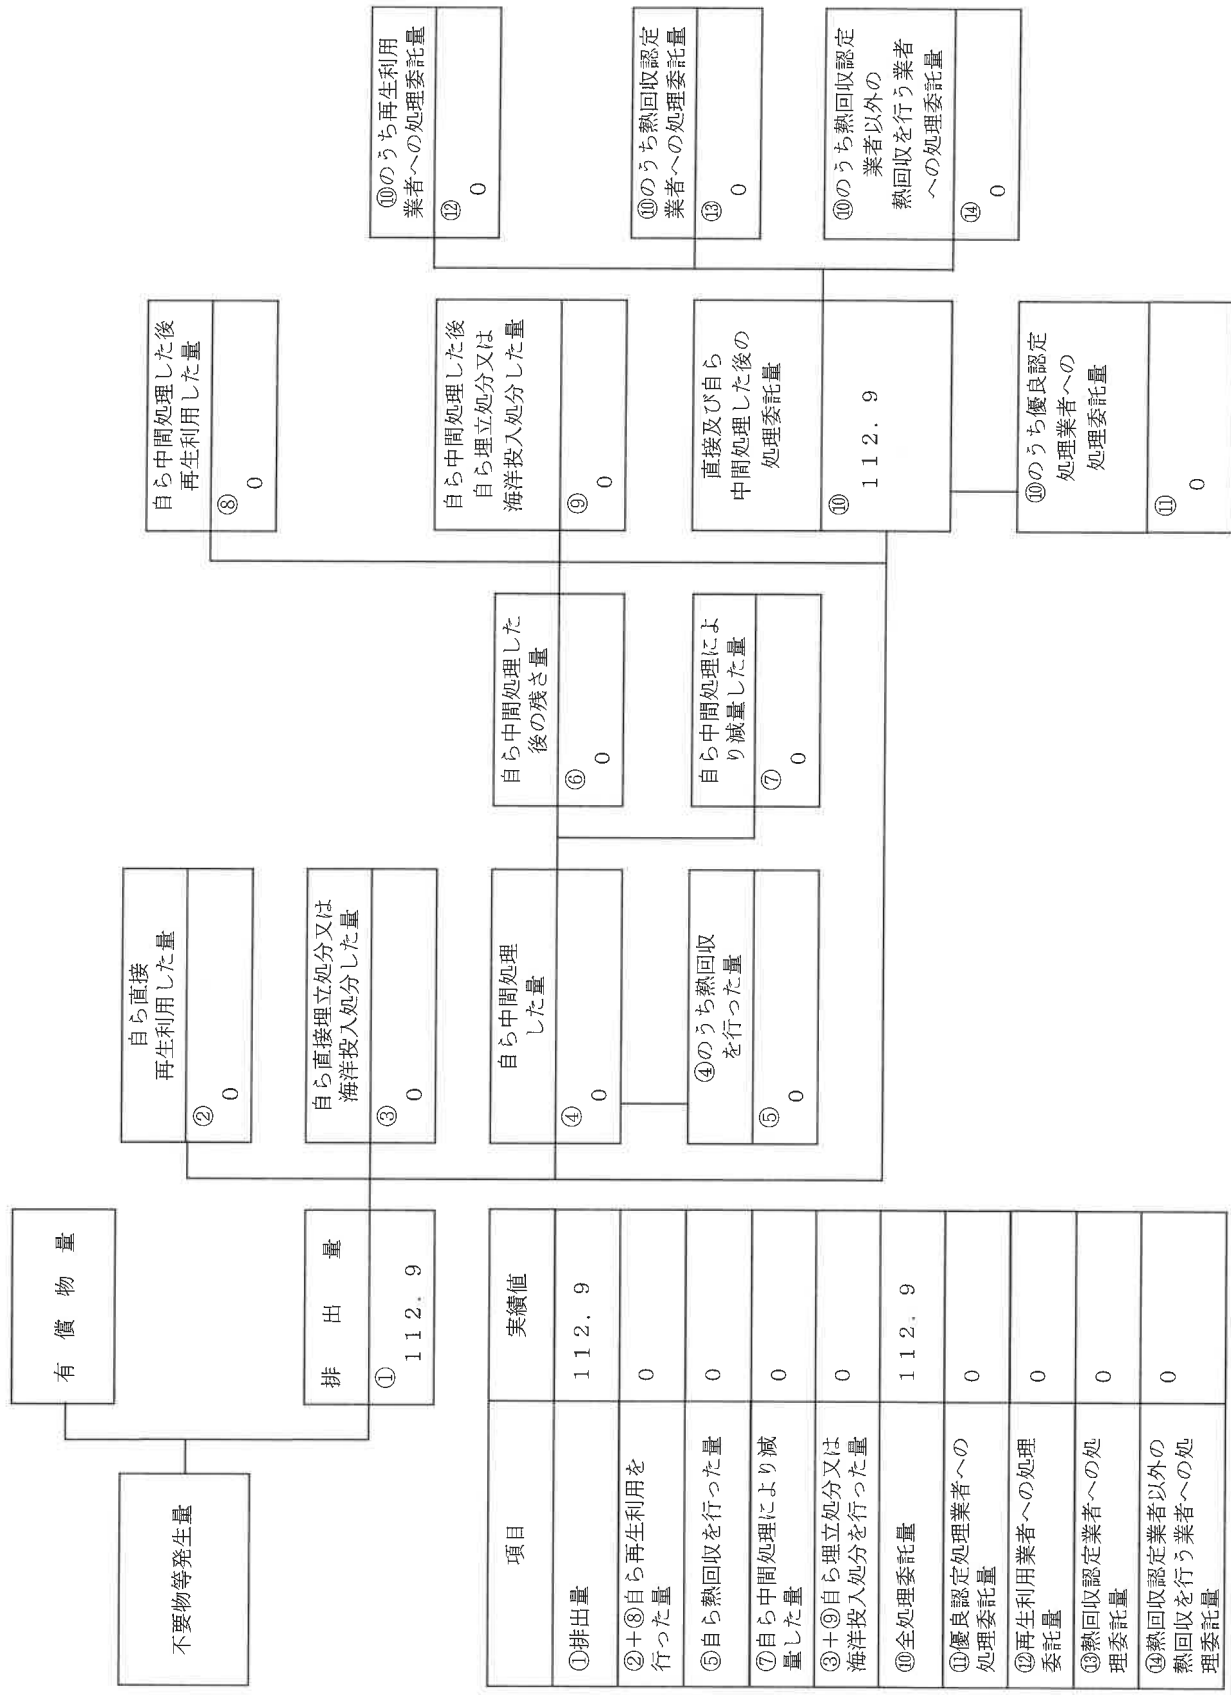 不要物等発生量
有償物量
排出量
①
112.9
自ら直接
再生利用した量
②
0
自ら直接埋立処分又は
海洋投入処分した量
③
0
自ら中間処理
した量
④
0
④のうち熱回収
を行った量
⑤
0
自ら中間処理した
後の残さ量
⑥
0
自ら中間処理によ
り減量した量
⑦
0
自ら中間処理した後
再生利用した量
⑧
0
自ら中間処理した後
自ら埋立処分又は
海洋投入処分した量
⑨
0
直接及び自ら
中間処理した後の
処理委託量
⑩
112.9
⑩のうち優良認定
処理業者への
処理委託量
⑪
0
⑩のうち再生利用
業者への処理委託量
⑫
0
⑩のうち熱回収認定
業者への処理委託量
⑬
0
⑩のうち熱回収認定
業者以外の
熱回収を行う業者
への処理委託量
⑭
0
項目 実績値
①排出量 112.9
②+⑧自ら再生利用を
行った量 0
⑤自ら熱回収を行った量 0
⑦自ら中間処理により減
量した量 0
③+⑨自ら埋立処分又は
海洋投入処分を行った量 0
⑩全処理委託量 112.9
⑪優良認定処理業者への
処理委託量 0
⑫再生利用業者への処理
委託量 0
⑬熱回収認定業者への処
理委託量 0
⑭熱回収認定業者以外の
熱回収を行う業者への処
理委託量 0